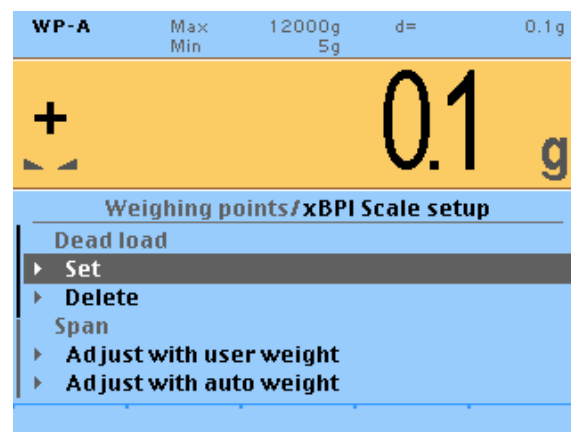 WP-A Max 12000g d= 0.1g
Min 5g
+ 0.1 g
Weighing points/xBPI Scale setup
Dead load
Set
Delete
Span
Adjust with user weight
Adjust with auto weight